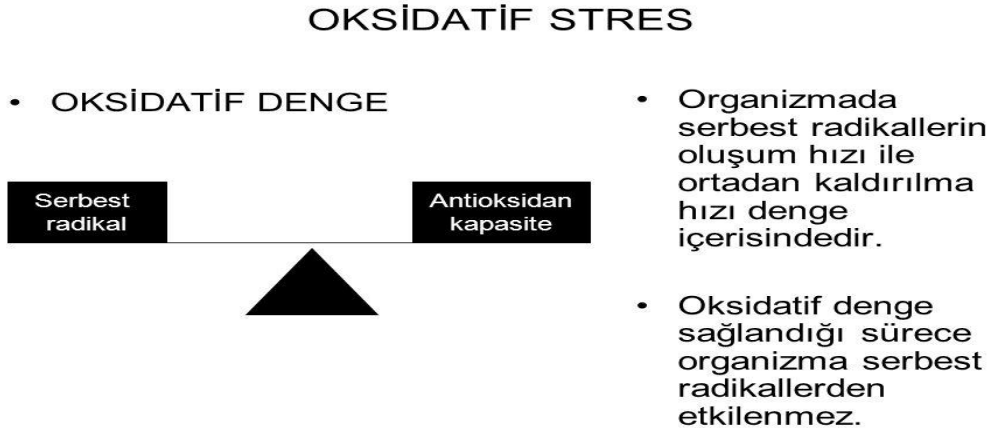 OKSİDATİF STRES
• OKSİDATİF DENGE
Serbest
radikal
Antioksidan
kapasite
• Organizmada
serbest radikallerin
oluşum hızı ile
ortadan kaldırılma
hızı denge
içerisindedir.
• Oksidatif denge
sağlandığı sürece
organizma serbest
radikallerden
etkilenmez.